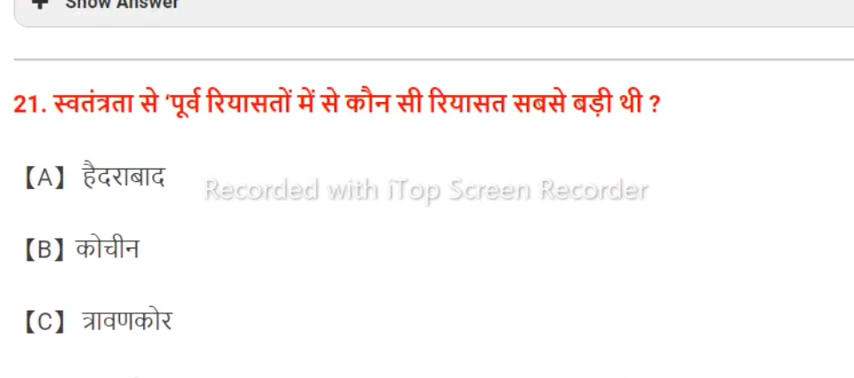 + Show Answer
21. स्वतंत्रता से 'पूर्व रियासतों में से कौन सी रियासत सबसे बड़ी थी ?
【A】 हैदराबाद
Recorded with iTop Screen Recorder
【B】 कोचीन
【C】 त्रावणकोर